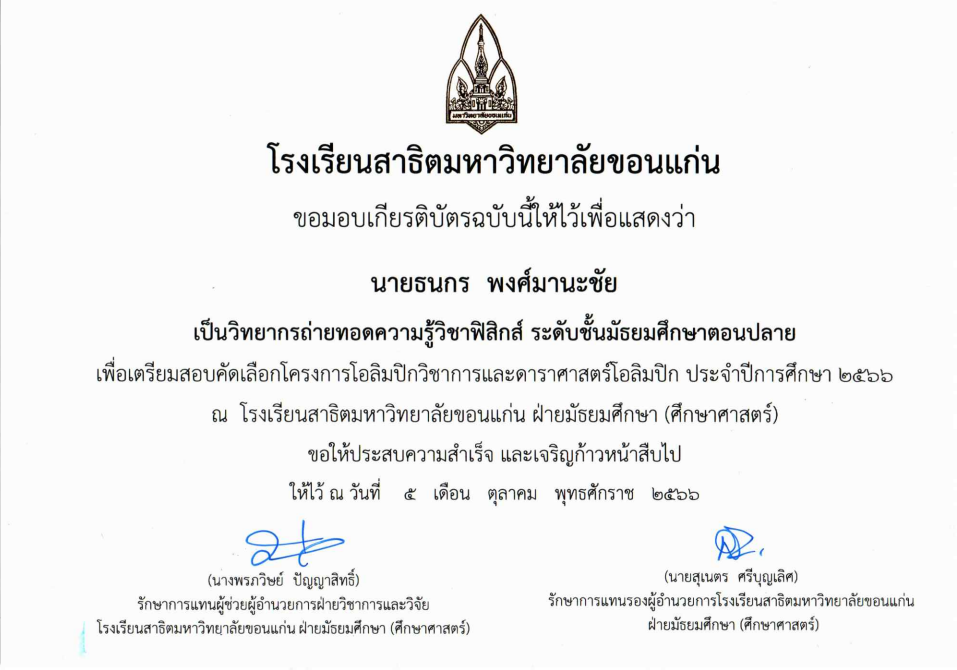 มหาวิทยาลัยขอนแก่น
โรงเรียนสาธิตมหาวิทยาลัยขอนแก่น
ขอมอบเกียรติบัตรฉบับนี้ให้ไว้เพื่อแสดงว่า
นายธนกร พงศ์มานะชัย
เป็นวิทยากรถ่ายทอดความรู้วิชาฟิสิกส์ ระดับชั้นมัธยมศึกษาตอนปลาย
เพื่อเตรียมสอบคัดเลือกโครงการโอลิมปิกวิชาการและดาราศาสตร์โอลิมปิก ประจำปีการศึกษา ๒๕๖๖
ณ โรงเรียนสาธิตมหาวิทยาลัยขอนแก่น ฝ่ายมัธยมศึกษา (ศึกษาศาสตร์)
ขอให้ประสบความสำเร็จ และเจริญก้าวหน้าสืบไป
ให้ไว้ ณ วันที่ ๕ เดือน ตุลาคม พุทธศักราช ๒๕๖๖
(นางพรภวิษย์ ปัญญาสิทธิ์)
รักษาการแทนผู้ช่วยผู้อำนวยการฝ่ายวิชาการและวิจัย
โรงเรียนสาธิตมหาวิทยาลัยขอนแก่น ฝ่ายมัธยมศึกษา (ศึกษาศาสตร์)
(นายสุเนตร ศรีบุญเลิศ)
รักษาการแทนรองผู้อำนวยการโรงเรียนสาธิตมหาวิทยาลัยขอนแก่น
ฝ่ายมัธยมศึกษา (ศึกษาศาสตร์)